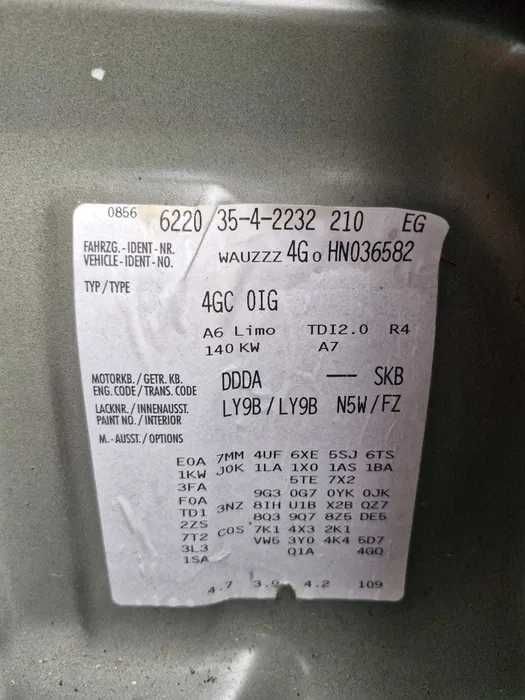 0856 6220 35-4-2232 210 EG
FAHRZG.-IDENT-NR.
VEHICLE-IDENT-NO. WAUZZZ 4G0 HN036582
TYP/TYPE 4GC 0IG
A6 Limo TDI2.0 R4
140 KW A7
MOTORKB./GETR. KB.
ENG. CODE/TRANS. CODE DDDA --- SKB
LACKNR./INNENAUSST.
PAINT NO./INTERIOR LY9B/LY9B N5W/FZ
M.-AUSST./OPTIONS
E0A 7MM 4UF 6XE 5SJ 6TS
1KW J0K 1LA 1X0 1AS 1BA
3FA 5TE 7X2
F0A 9G3 0G7 0YK 0JK
TD1 3NZ 8IH U1B X2B QZ7
2ZS 8Q3 9Q7 8Z5 DE5
7T2 C0S 7K1 4X3 2K1
3L3 VW5 3Y0 4K4 5D7
1SA Q1A 4GQ
4.7 3.9 4.2 109